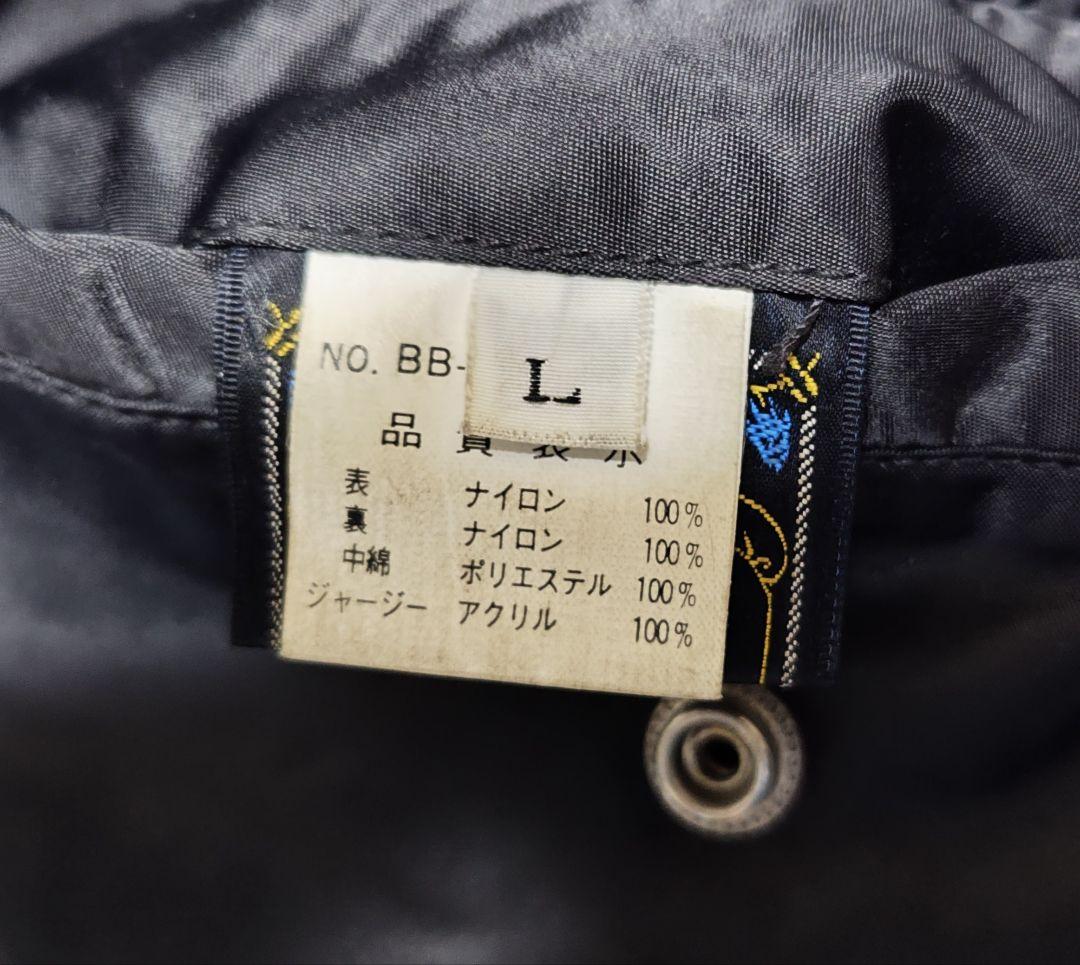 NO. BB-
L
品質表示
表 ナイロン 100%
裏 ナイロン 100%
中綿 ポリエステル 100%
ジャージー アクリル 100%